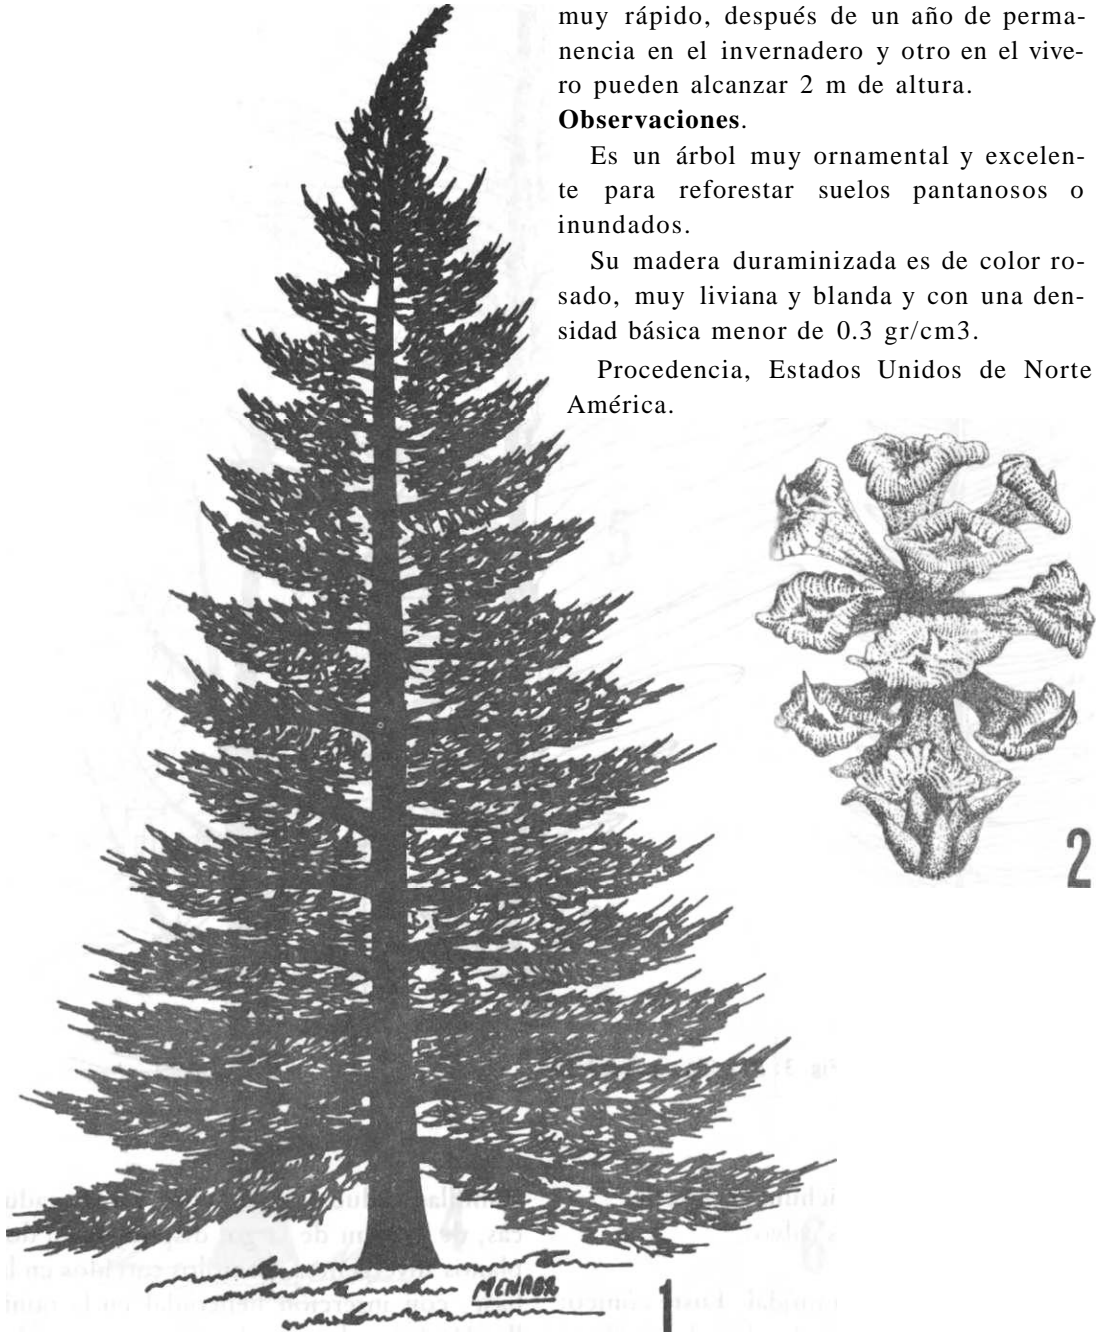 muy rápido, después de un año de perma-
nencia en el invernadero y otro en el vive-
ro pueden alcanzar 2 m de altura.
Observaciones.
Es un árbol muy ornamental y excelen-
te para reforestar suelos pantanosos o
inundados.
Su madera duraminizada es de color ro-
sado, muy liviana y blanda y con una den-
sidad básica menor de 0.3 gr/cm3.
Procedencia, Estados Unidos de Norte
América.
2
1